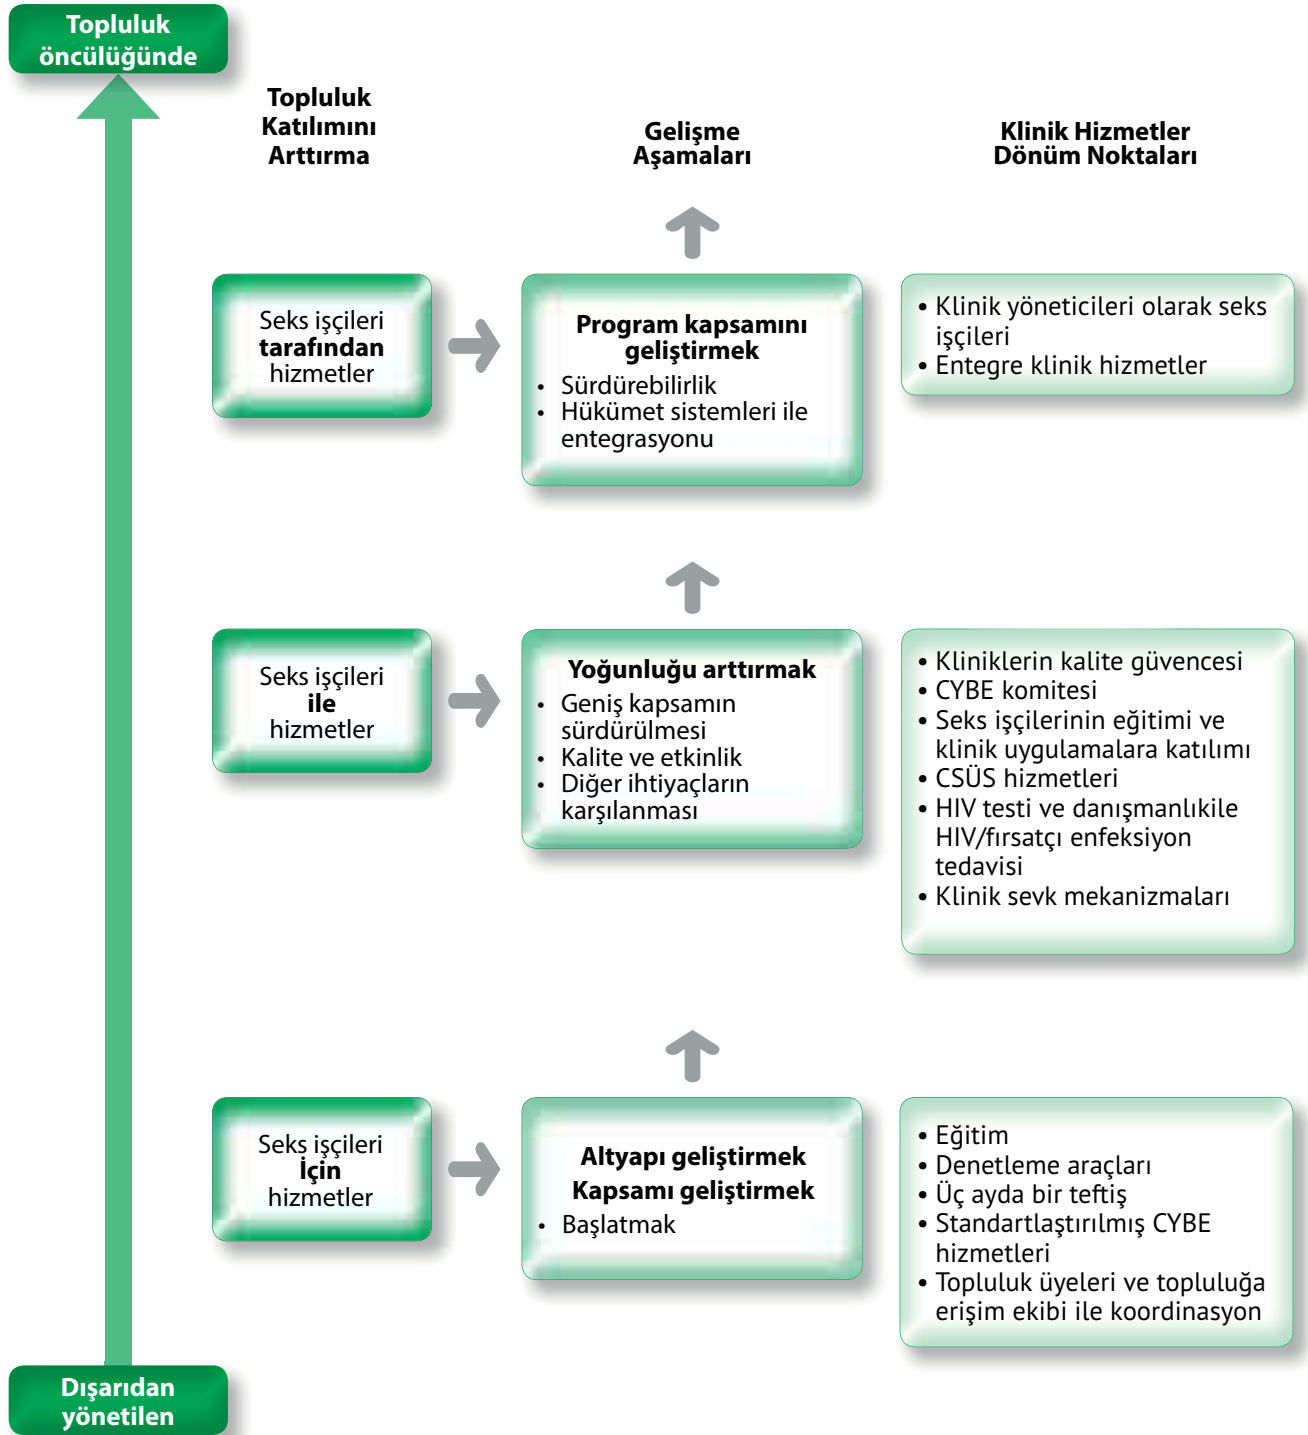 Topluluk
öncülüğünde
Topluluk
Katılımını
Arttırma
Gelişme
Aşamaları
Klinik Hizmetler
Dönüm Noktaları
Seks işçileri
tarafından
hizmetler
Program kapsamını
geliştirmek
• Sürdürebilirlik
• Hükümet sistemleri ile
entegrasyonu
• Klinik yöneticileri olarak seks
işçileri
• Entegre klinik hizmetler
Seks işçileri
ile
hizmetler
Yoğunluğu arttırmak
• Geniş kapsamın
sürdürülmesi
• Kalite ve etkinlik
• Diğer ihtiyaçların
karşılanması
• Kliniklerin kalite güvencesi
• CYBE komitesi
• Seks işçilerinin eğitimi ve
klinik uygulamalara katılımı
• CSÜS hizmetleri
• HIV testi ve danışmanlıkile
HIV/fırsatçı enfeksiyon
tedavisi
• Klinik sevk mekanizmaları
Seks işçileri
İçin
hizmetler
Altyapı geliştirmek
Kapsamı geliştirmek
• Başlatmak
• Eğitim
• Denetleme araçları
• Üç ayda bir teftiş
• Standartlaştırılmış CYBE
hizmetleri
• Topluluk üyeleri ve topluluğa
erişim ekibi ile koordinasyon
Dışarıdan
yönetilen